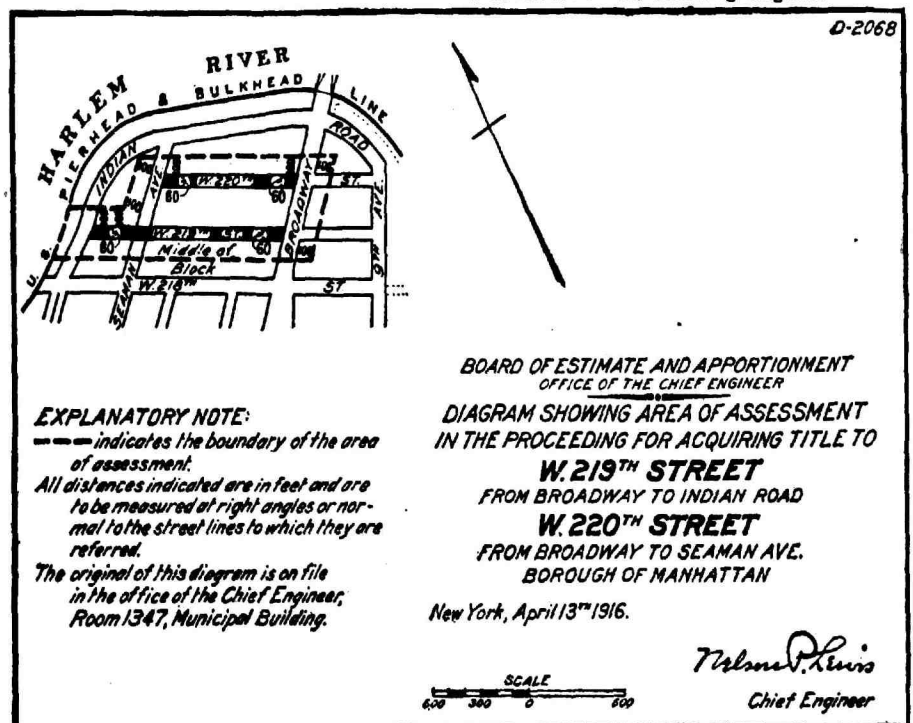 D-2068
HARLEM RIVER
U. S. PIERHEAD & BULKHEAD LINE
INDIAN ROAD
SEAMAN AVE.
BROADWAY
9TH AVE.
W. 220TH ST.
60
60
100
100
W. 219TH ST.
60
60
100
Middle of
Block
W. 218TH ST
EXPLANATORY NOTE:
indicates the boundary of the area
of assessment.
All distances indicated are in feet and are
to be measured at right angles or nor-
mal to the street lines to which they are
referred.
The original of this diagram is on file
in the office of the Chief Engineer,
Room 1347, Municipal Building.
BOARD OF ESTIMATE AND APPORTIONMENT
OFFICE OF THE CHIEF ENGINEER
DIAGRAM SHOWING AREA OF ASSESSMENT
IN THE PROCEEDING FOR ACQUIRING TITLE TO
W. 219TH STREET
FROM BROADWAY TO INDIAN ROAD
W. 220TH STREET
FROM BROADWAY TO SEAMAN AVE.
BOROUGH OF MANHATTAN
New York, April 13TH 1916.
Nelson P. Lewis
Chief Engineer
SCALE
600 300 0 600